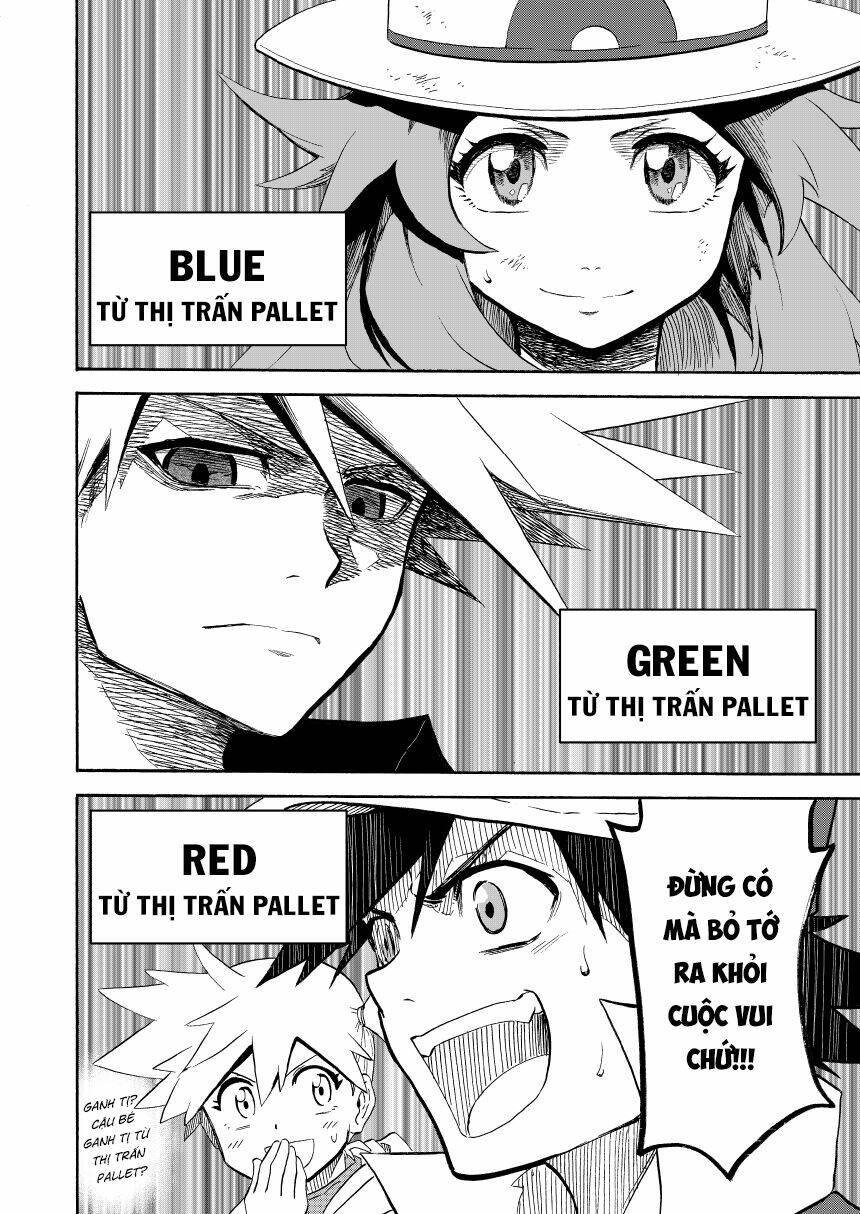 BLUE
TỪ THỊ TRẤN PALLET
GREEN
TỪ THỊ TRẤN PALLET
RED
TỪ THỊ TRẤN PALLET
ĐỪNG CÓ
MÀ BỎ TỚ
RA KHỎI
CUỘC VUI
CHỨ!!!
GANH TỊ?
CẬU BÉ
GANH TỊ TỪ
THỊ TRẤN
PALLET?